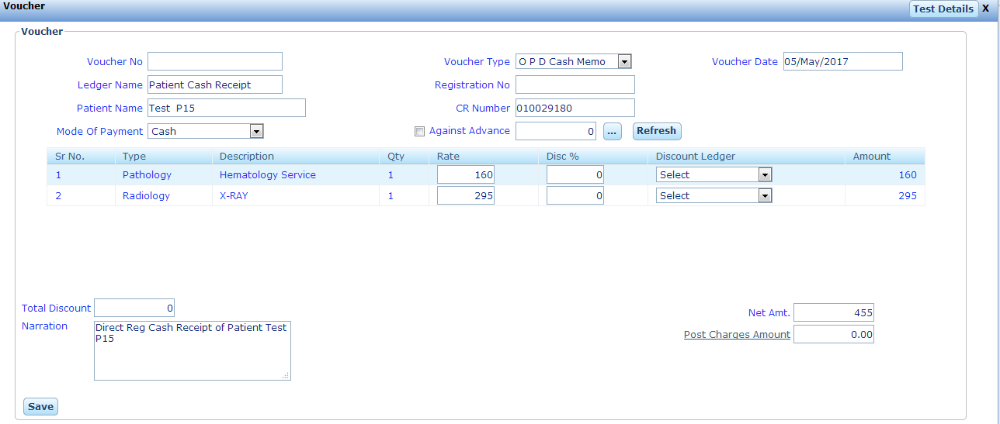 Voucher
Test Details X
Voucher
Voucher No Voucher Type O P D Cash Memo Voucher Date 05/May/2017
Ledger Name Patient Cash Receipt Registration No
Patient Name Test P15 CR Number 010029180
Mode Of Payment Cash Against Advance 0 ... Refresh
Sr No. Type Description Qty Rate Disc % Discount Ledger Amount
1 Pathology Hematology Service 1 160 0 Select 160
2 Radiology X-RAY 1 295 0 Select 295
Total Discount 0
Net Amt. 455
Narration Direct Reg Cash Receipt of Patient Test
P15
Post Charges Amount 0.00
Save